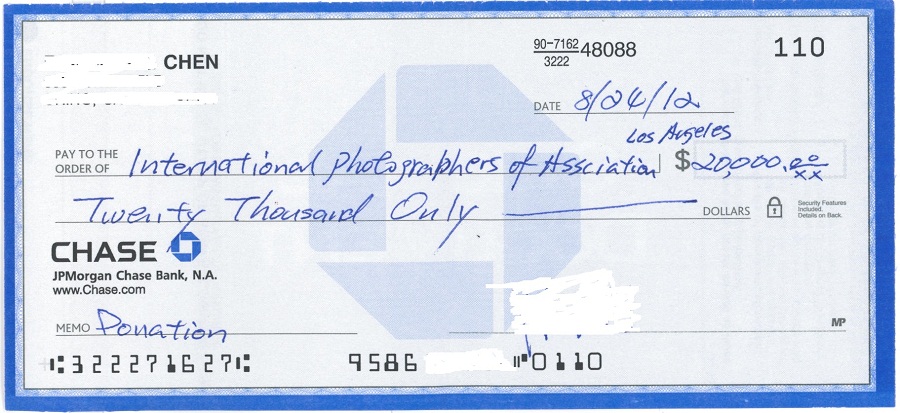 CHEN
90-7162 48088
3222
110
DATE 8/24/12
Los Angeles
PAY TO THE
ORDER OF International photographers of Assciation $ 20,000.00/xx
Twenty Thousand Only DOLLARS
Security Features
Included.
Details on Back.
CHASE
JPMorgan Chase Bank, N.A.
www.Chase.com
MEMO Donation
MP
⑆322271627⑆ 9586 ⑈0110